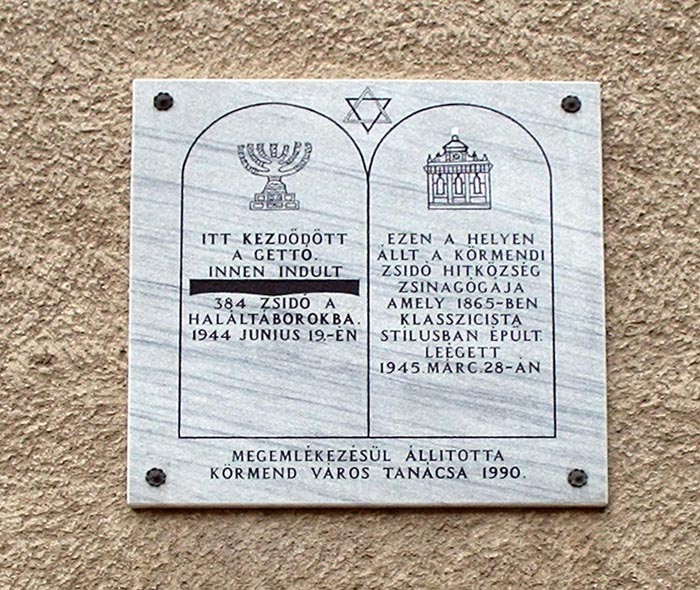 ITT KEZDŐDÖTT
A GETTÓ.
INNEN INDULT
384 ZSIDÓ A
HALÁLTÁBOROKBA.
1944 JUNIUS 19.-ÉN
EZEN A HELYEN
ÁLLT A KÖRMENDI
ZSIDÓ HITKÖZSÉG
ZSINAGÓGÁJA
AMELY 1865-BEN
KLASSZICISTA
STÍLUSBAN ÉPÜLT.
LEÉGETT
1945.MÁRC.28-ÁN
MEGEMLÉKEZÉSÜL ÁLLITOTTA
KÖRMEND VÁROS TANÁCSA 1990.